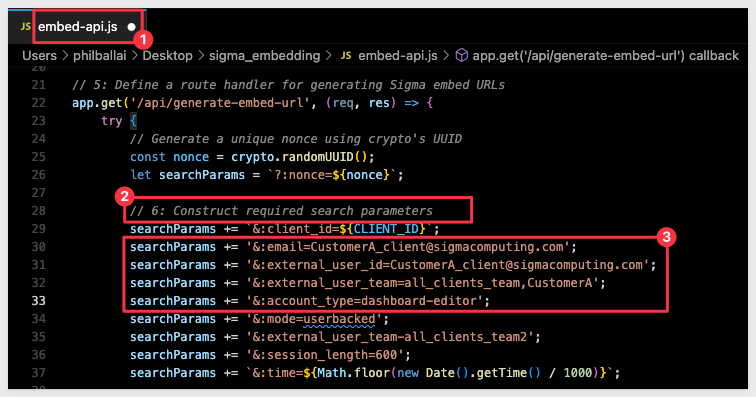 JS embed-api.js ●
1
Users › philballai › Desktop › sigma_embedding › JS embed-api.js › app.get('/api/generate-embed-url') callback
20
21 // 5: Define a route handler for generating Sigma embed URLs
22 app.get('/api/generate-embed-url', (req, res) => {
23 try {
24 // Generate a unique nonce using crypto's UUID
25 const nonce = crypto.randomUUID();
26 let searchParams = `?:nonce=${nonce}`;
27
2
28 // 6: Construct required search parameters
29 searchParams += `&:client_id=${CLIENT_ID}`;
3
30 searchParams += '&:email=CustomerA_client@sigmacomputing.com';
31 searchParams += '&:external_user_id=CustomerA_client@sigmacomputing.com';
32 searchParams += '&:external_user_team=all_clients_team,CustomerA';
33 searchParams += '&:account_type=dashboard-editor';
34 searchParams += '&:mode=userbacked';
35 searchParams += '&:external_user_team-all_clients_team2';
36 searchParams += '&:session_length=600';
37 searchParams += `&:time=${Math.floor(new Date().getTime() / 1000)}`;
38